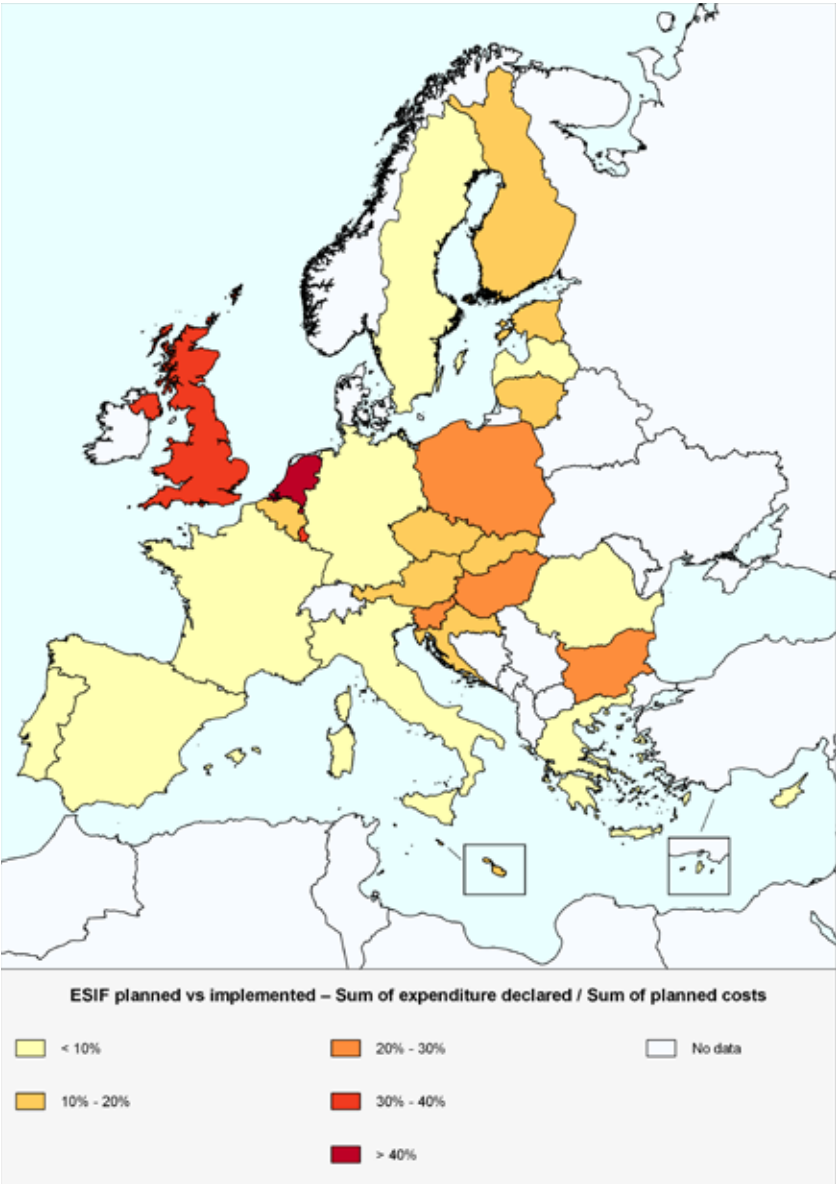 ESIF planned vs implemented – Sum of expenditure declared / Sum of planned costs
< 10%
20% - 30%
No data
10% - 20%
30% - 40%
> 40%